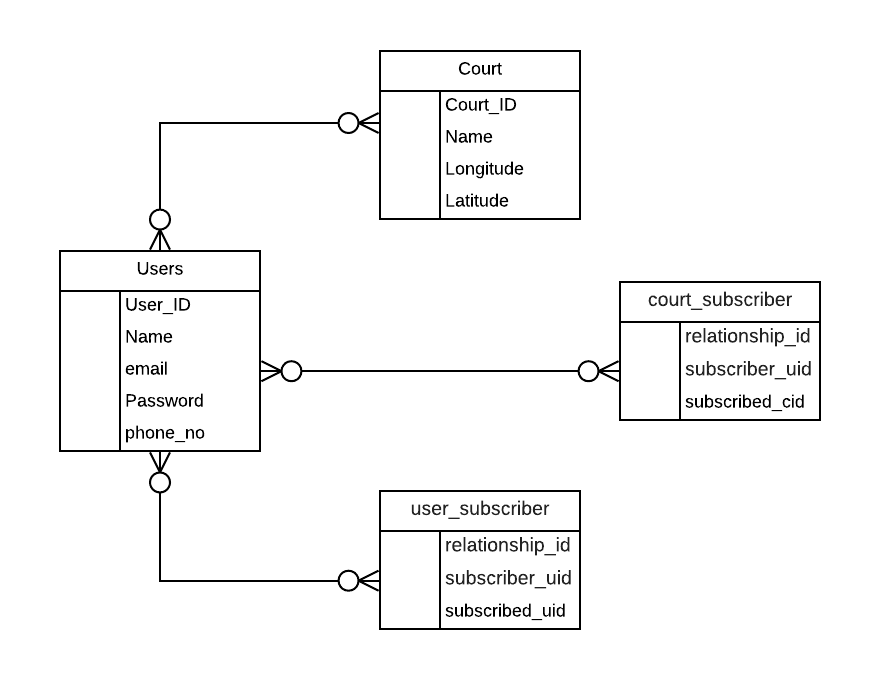 Court
Court_ID
Name
Longitude
Latitude
Users
User_ID
Name
email
Password
phone_no
court_subscriber
relationship_id
subscriber_uid
subscribed_cid
user_subscriber
relationship_id
subscriber_uid
subscribed_uid